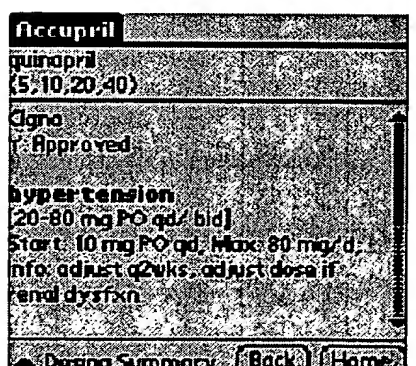 Accupril
quinapril
(5,10,20,40)
Cigna
Approved
hypertension
[20-80 mg PO qd/ bid]
Start: 10 mg PO qd, Max: 80 mg/d;
info: adjust q2wks, adjust dose if
renal dysfxn
Dosing Summary Back Home